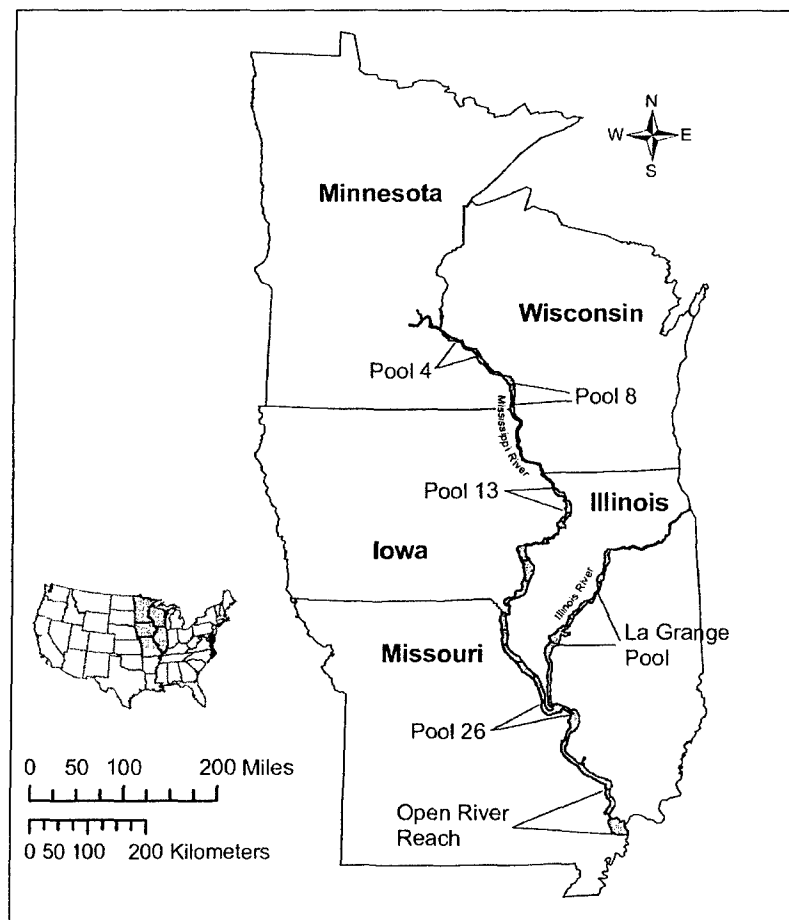 N
W E
S
Minnesota
Wisconsin
Pool 4
Pool 8
Mississippi River
Pool 13
Illinois
Iowa
Illinois River
La Grange
Pool
Missouri
Pool 26
0 50 100 200 Miles
Open River
Reach
0 50 100 200 Kilometers